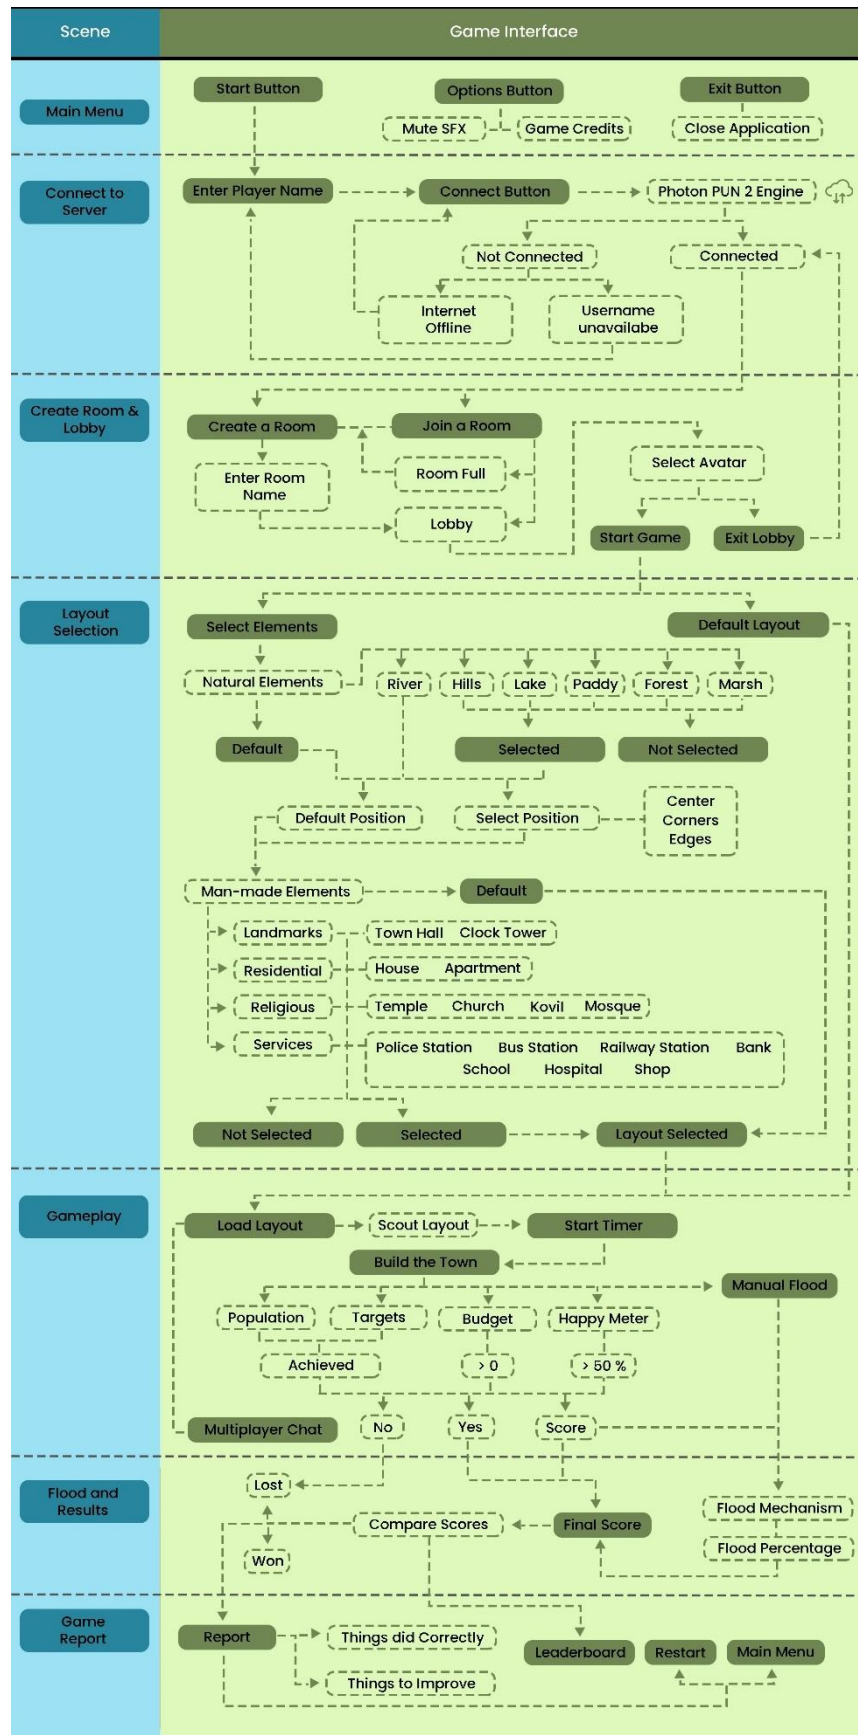 Scene
Game Interface
Main Menu
Start Button
Options Button
Exit Button
Mute SFX
Game Credits
Close Application
Connect to
Server
Enter Player Name
Connect Button
Photon PUN 2 Engine
Not Connected
Connected
Internet
Offline
Username
unavailabe
Create Room &
Lobby
Create a Room
Join a Room
Enter Room
Name
Room Full
Lobby
Select Avatar
Start Game
Exit Lobby
Layout
Selection
Select Elements
Default Layout
Natural Elements
River
Hills
Lake
Paddy
Forest
Marsh
Default
Selected
Not Selected
Default Position
Select Position
Center
Corners
Edges
Man-made Elements
Default
Landmarks
Town Hall Clock Tower
Residential
House Apartment
Religious
Temple Church Kovil Mosque
Services
Police Station Bus Station Railway Station Bank
School Hospital Shop
Not Selected
Selected
Layout Selected
Gameplay
Load Layout
Scout Layout
Start Timer
Build the Town
Manual Flood
Population
Targets
Budget
Happy Meter
Achieved
> 0
> 50 %
Multiplayer Chat
No
Yes
Score
Flood and
Results
Lost
Won
Compare Scores
Final Score
Flood Mechanism
Flood Percentage
Game
Report
Report
Things did Correctly
Things to Improve
Leaderboard
Restart
Main Menu